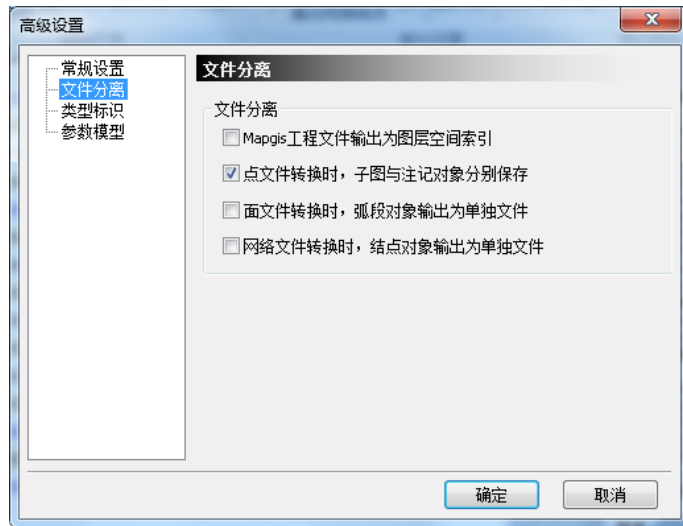 高级设置
常规设置
文件分离
类型标识
参数模型
文件分离
文件分离
Mapgis工程文件输出为图层空间索引
点文件转换时，子图与注记对象分别保存
面文件转换时，弧段对象输出为单独文件
网络文件转换时，结点对象输出为单独文件
确定
取消